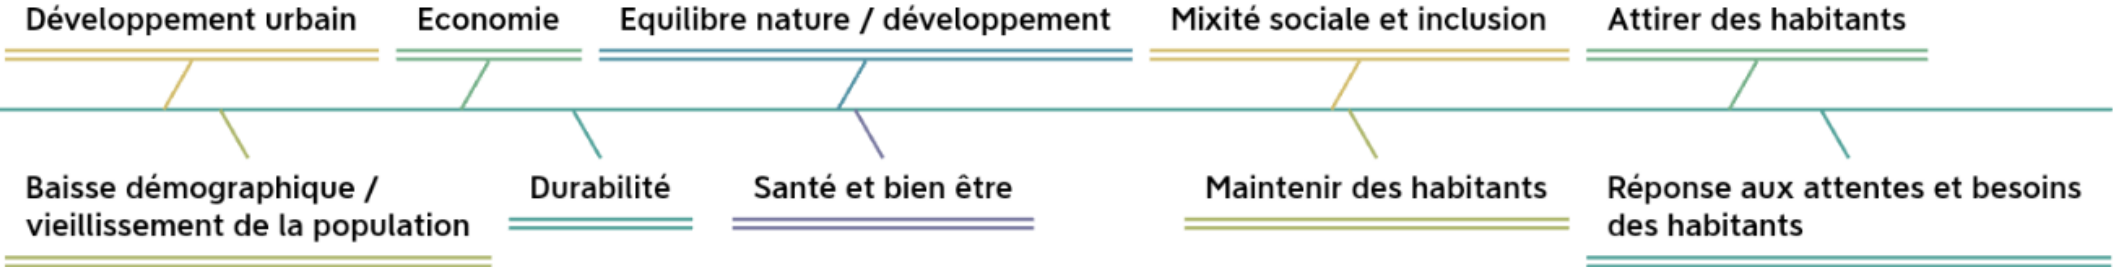 Développement urbain
Economie
Equilibre nature / développement
Mixité sociale et inclusion
Attirer des habitants
Baisse démographique /
vieillissement de la population
Durabilité
Santé et bien être
Maintenir des habitants
Réponse aux attentes et besoins
des habitants